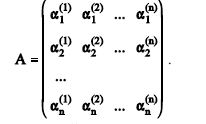 A = ( α₁⁽¹⁾ α₁⁽²⁾ ... α₁⁽ⁿ⁾
α₂⁽¹⁾ α₂⁽²⁾ ... α₂⁽ⁿ⁾
...
αₙ⁽¹⁾ αₙ⁽²⁾ ... αₙ⁽ⁿ⁾ ) .